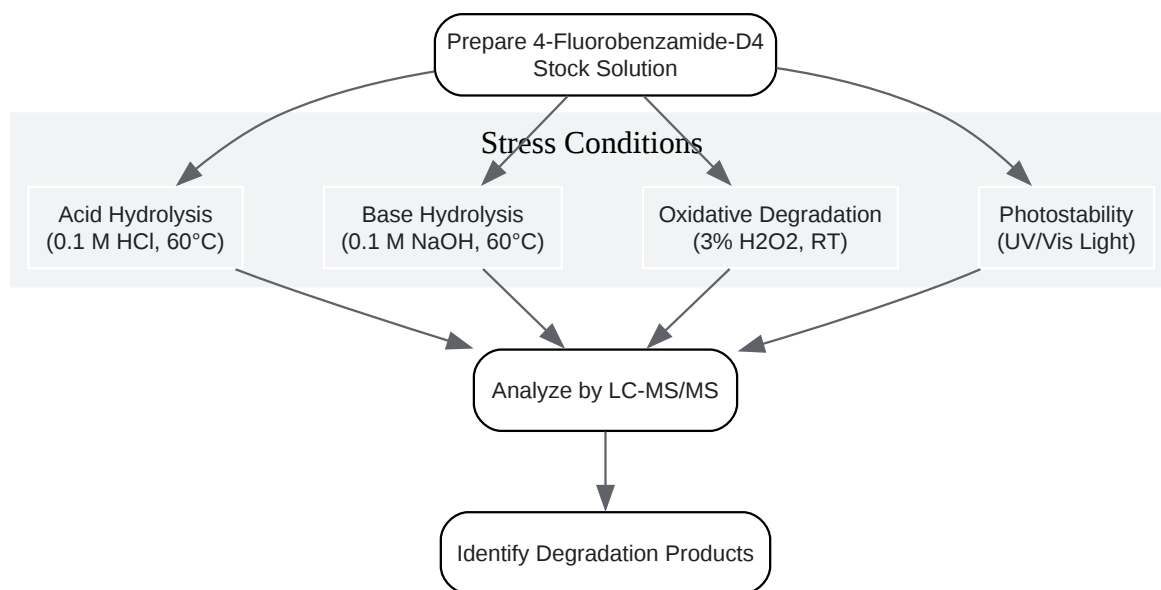 Prepare 4-Fluorobenzamide-D4
Stock Solution
Stress Conditions
Acid Hydrolysis
(0.1 M HCl, 60°C)
Base Hydrolysis
(0.1 M NaOH, 60°C)
Oxidative Degradation
(3% H2O2, RT)
Photostability
(UV/Vis Light)
Analyze by LC-MS/MS
Identify Degradation Products